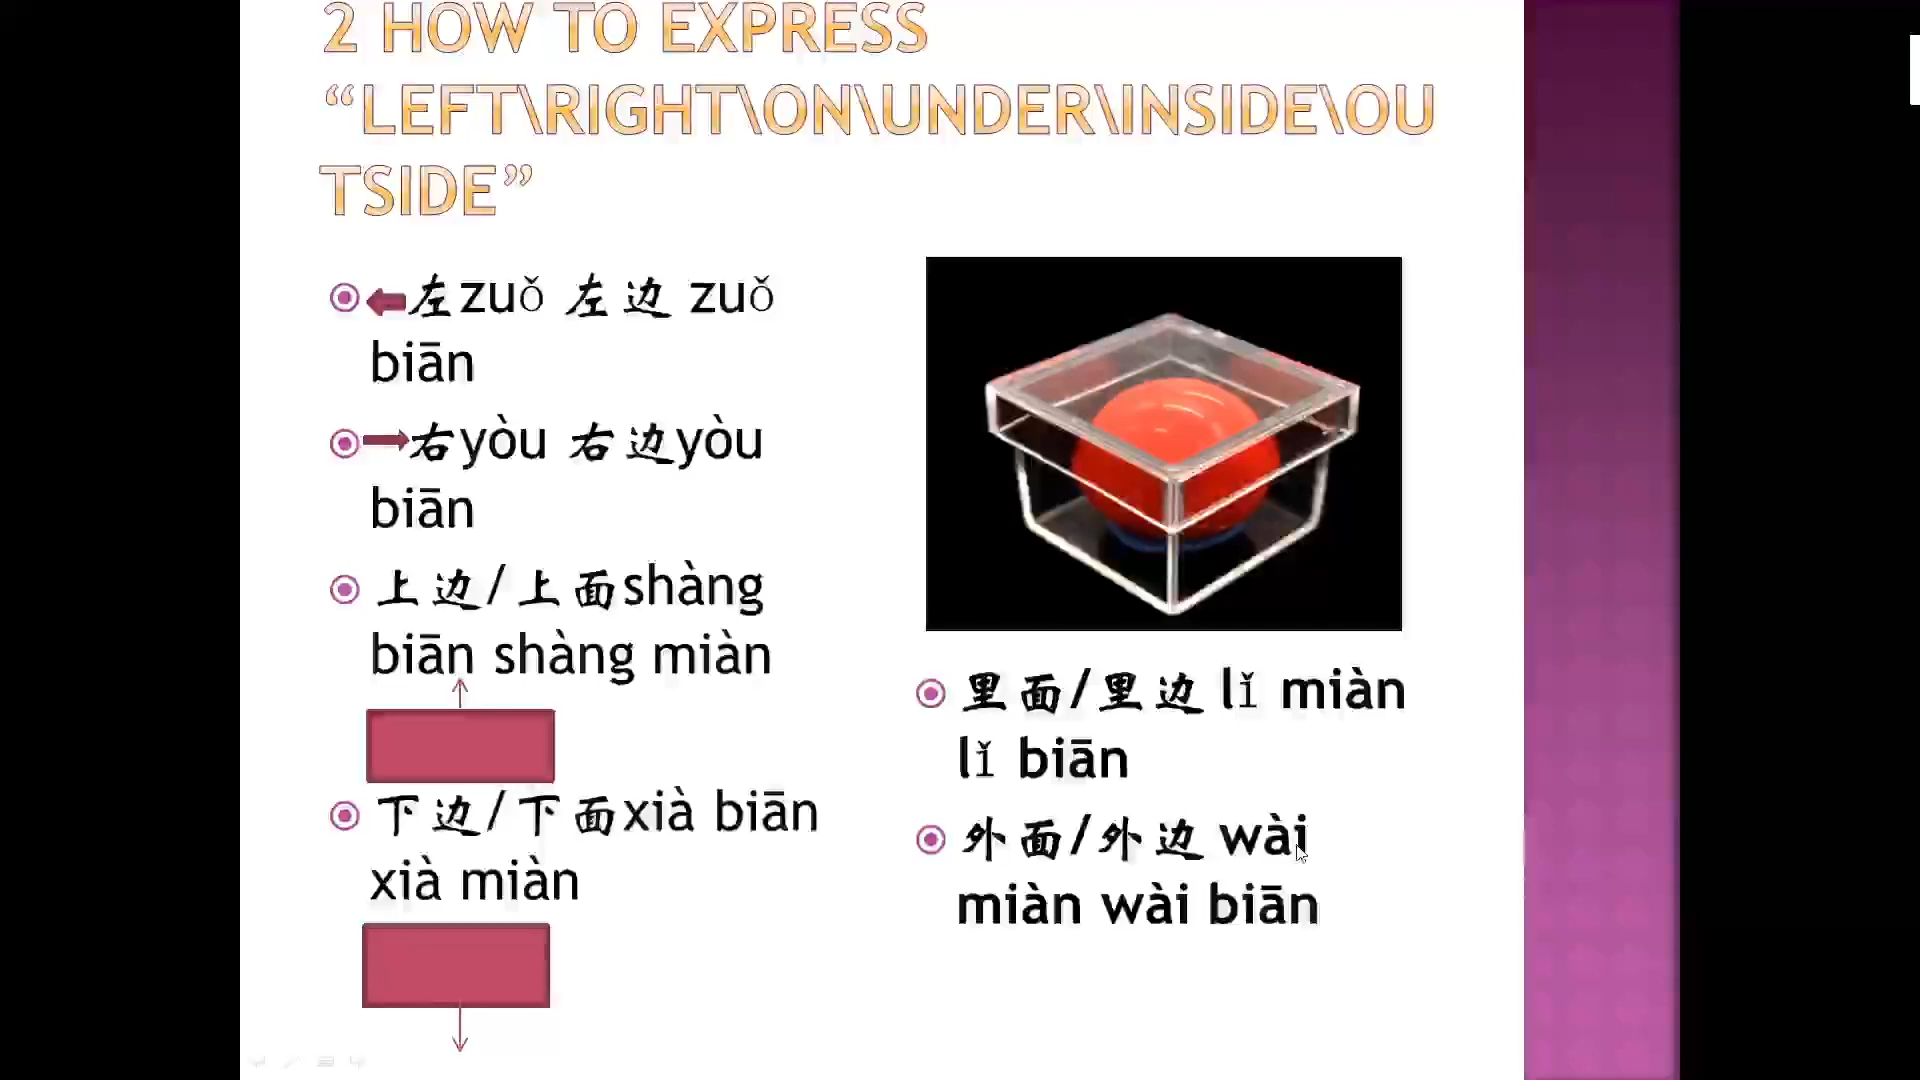 2 HOW TO EXPRESS
“LEFT\RIGHT\ON\UNDER\INSIDE\OU
TSIDE”
左zuǒ 左边 zuǒ
biān
右yòu 右边yòu
biān
上边/上面shàng
biān shàng miàn
下边/下面xià biān
xià miàn
里面/里边 lǐ miàn
lǐ biān
外面/外边 wài
miàn wài biān